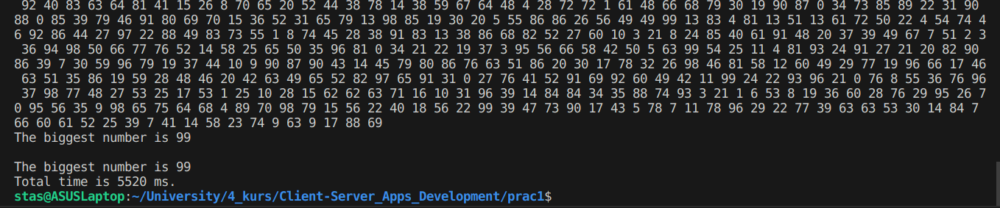 92 40 83 63 64 81 41 15 26 8 70 65 20 52 44 38 78 14 38 59 67 64 48 4 28 72 72 1 61 48 66 68 79 30 19 90 87 0 34 73 85 89 22 31 90
88 0 85 39 79 46 91 80 69 70 15 36 52 31 65 79 13 98 85 19 30 20 5 55 86 86 26 56 49 49 99 13 83 4 81 13 51 13 61 72 50 22 4 54 74 4
6 92 86 44 27 97 22 88 49 83 73 55 1 8 74 45 28 38 91 83 13 38 86 68 82 52 27 60 10 3 21 8 24 85 40 61 91 48 20 37 39 49 67 7 51 2 3
 36 94 98 50 66 77 76 52 14 58 25 65 50 35 96 81 0 34 21 22 19 37 3 95 56 66 58 42 50 5 63 99 54 25 11 4 81 93 24 91 27 21 20 82 90
86 39 7 30 59 96 79 19 37 44 10 9 90 87 90 43 14 45 79 80 86 76 63 51 86 20 30 17 78 32 26 98 46 81 58 12 60 49 29 77 19 96 66 17 46
 63 51 35 86 19 59 28 48 46 20 42 63 49 65 52 82 97 65 91 31 0 27 76 41 52 91 69 92 60 49 42 11 99 24 22 93 96 21 0 76 8 55 36 76 96
 37 98 77 48 27 53 25 17 53 1 25 10 28 15 62 62 63 71 16 10 31 96 39 14 84 84 34 35 88 74 93 3 21 1 6 53 8 19 36 60 28 76 29 95 26 7
0 95 56 35 9 98 65 75 64 68 4 89 70 98 79 15 56 22 40 18 56 22 99 39 47 73 90 17 43 5 78 7 11 78 96 29 22 77 39 63 63 53 30 14 84 7
66 60 61 52 25 39 7 41 14 58 23 74 9 63 9 17 88 69
The biggest number is 99
The biggest number is 99
Total time is 5520 ms.
stas@ASUSLaptop:~/University/4_kurs/Client-Server_Apps_Development/prac1$